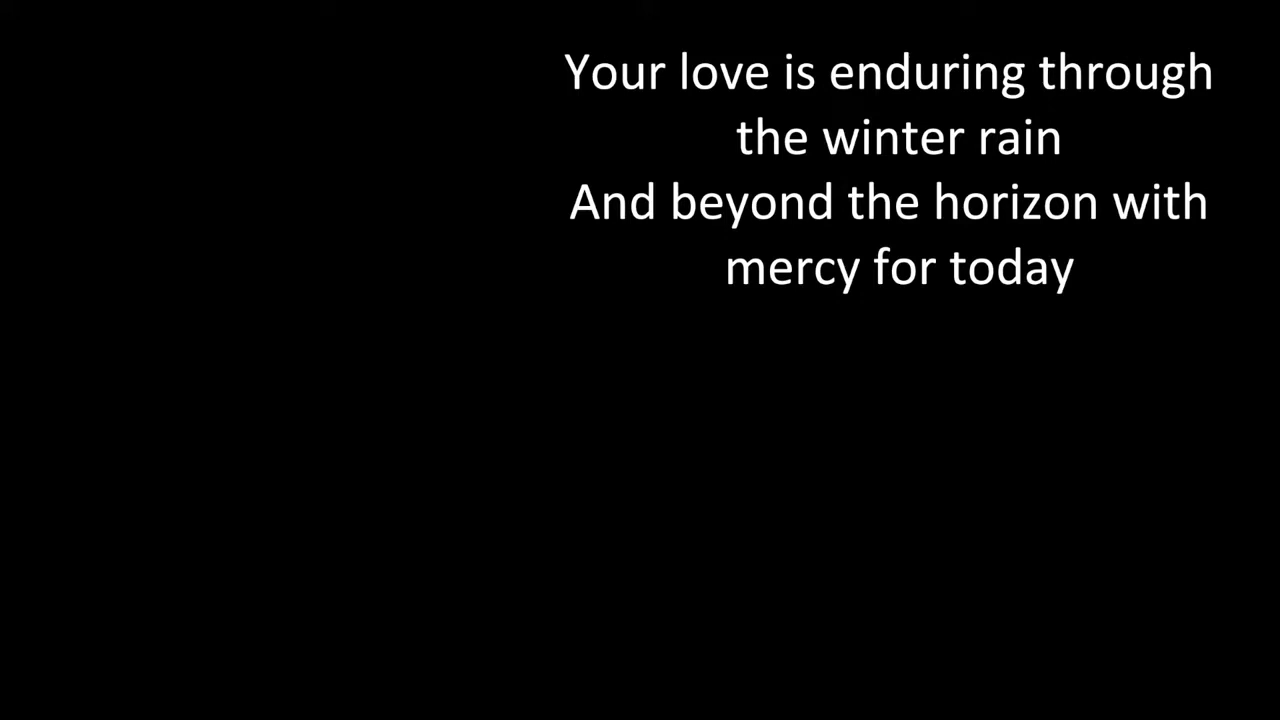 Your love is enduring through
the winter rain
And beyond the horizon with
mercy for today